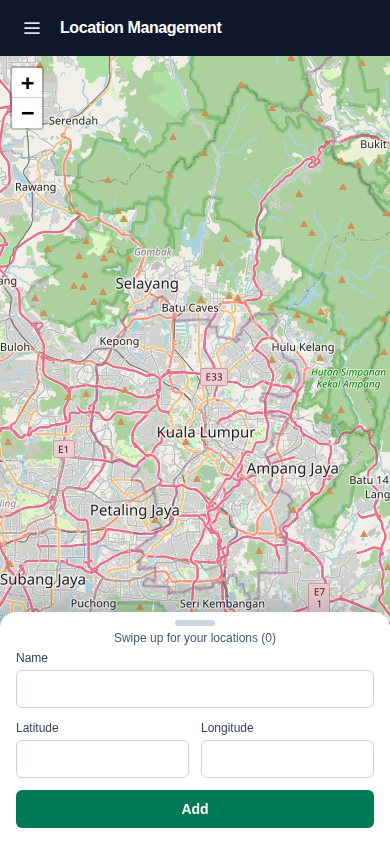 Location Management
+
−
Serendah
Bukit
Rawang
Gombak
ang
Selayang
Batu Caves
Buloh
Kepong
Hulu Kelang
E33
Hutan Simpanan
Kekal Ampang
Kuala Lumpur
E1
Ampang Jaya
Batu 14
Lang
ling
Petaling Jaya
Subang Jaya
Puchong
Seri Kembangan
E7
1
Swipe up for your locations (0)
Name
Latitude
Longitude
Add